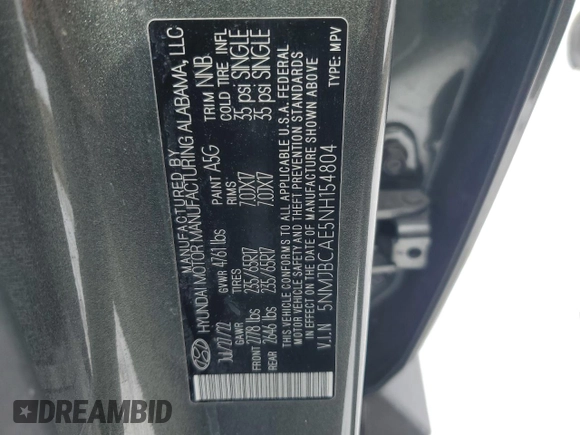 MANUFACTURED BY
HYUNDAI MOTOR MANUFACTURING ALABAMA, LLC
GVWR 4761 lbs PAINT A5G TRIM NNB
GAWR TIRES RIMS COLD TIRE INFL
FRONT 2778 lbs 235/65R17 7.0JX17 35 psi SINGLE
REAR 2646 lbs 235/65R17 7.0JX17 35 psi SINGLE
THIS VEHICLE CONFORMS TO ALL APPLICABLE U.S.A. FEDERAL
MOTOR VEHICLE SAFETY, BUMPER, AND THEFT PREVENTION STANDARDS
IN EFFECT ON THE DATE OF MANUFACTURE SHOWN ABOVE
V.I.N 5NMJBCAE5NH154804 TYPE: MPV
DREAMBID